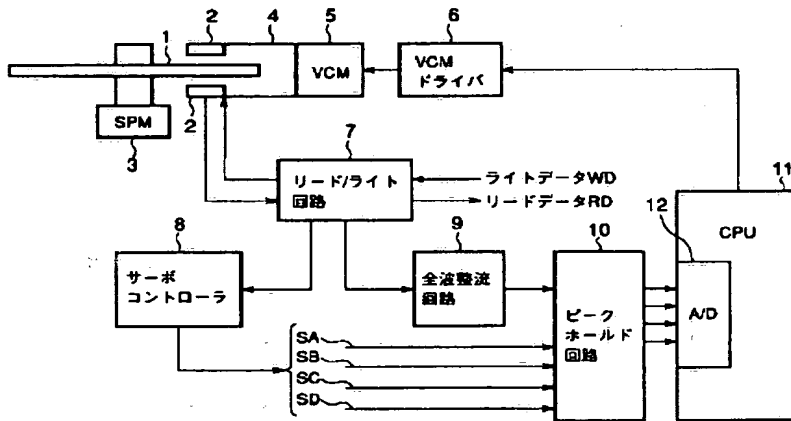 1
2
4
5
6
VCM
VCM
ドライバ
SPM
3
2
7
リード/ライト
回路
ライトデータWD
リードデータRD
11
CPU
12
A/D
8
サーボ
コントローラ
9
全波整流
回路
10
ピーク
ホールド
回路
SA
SB
SC
SD